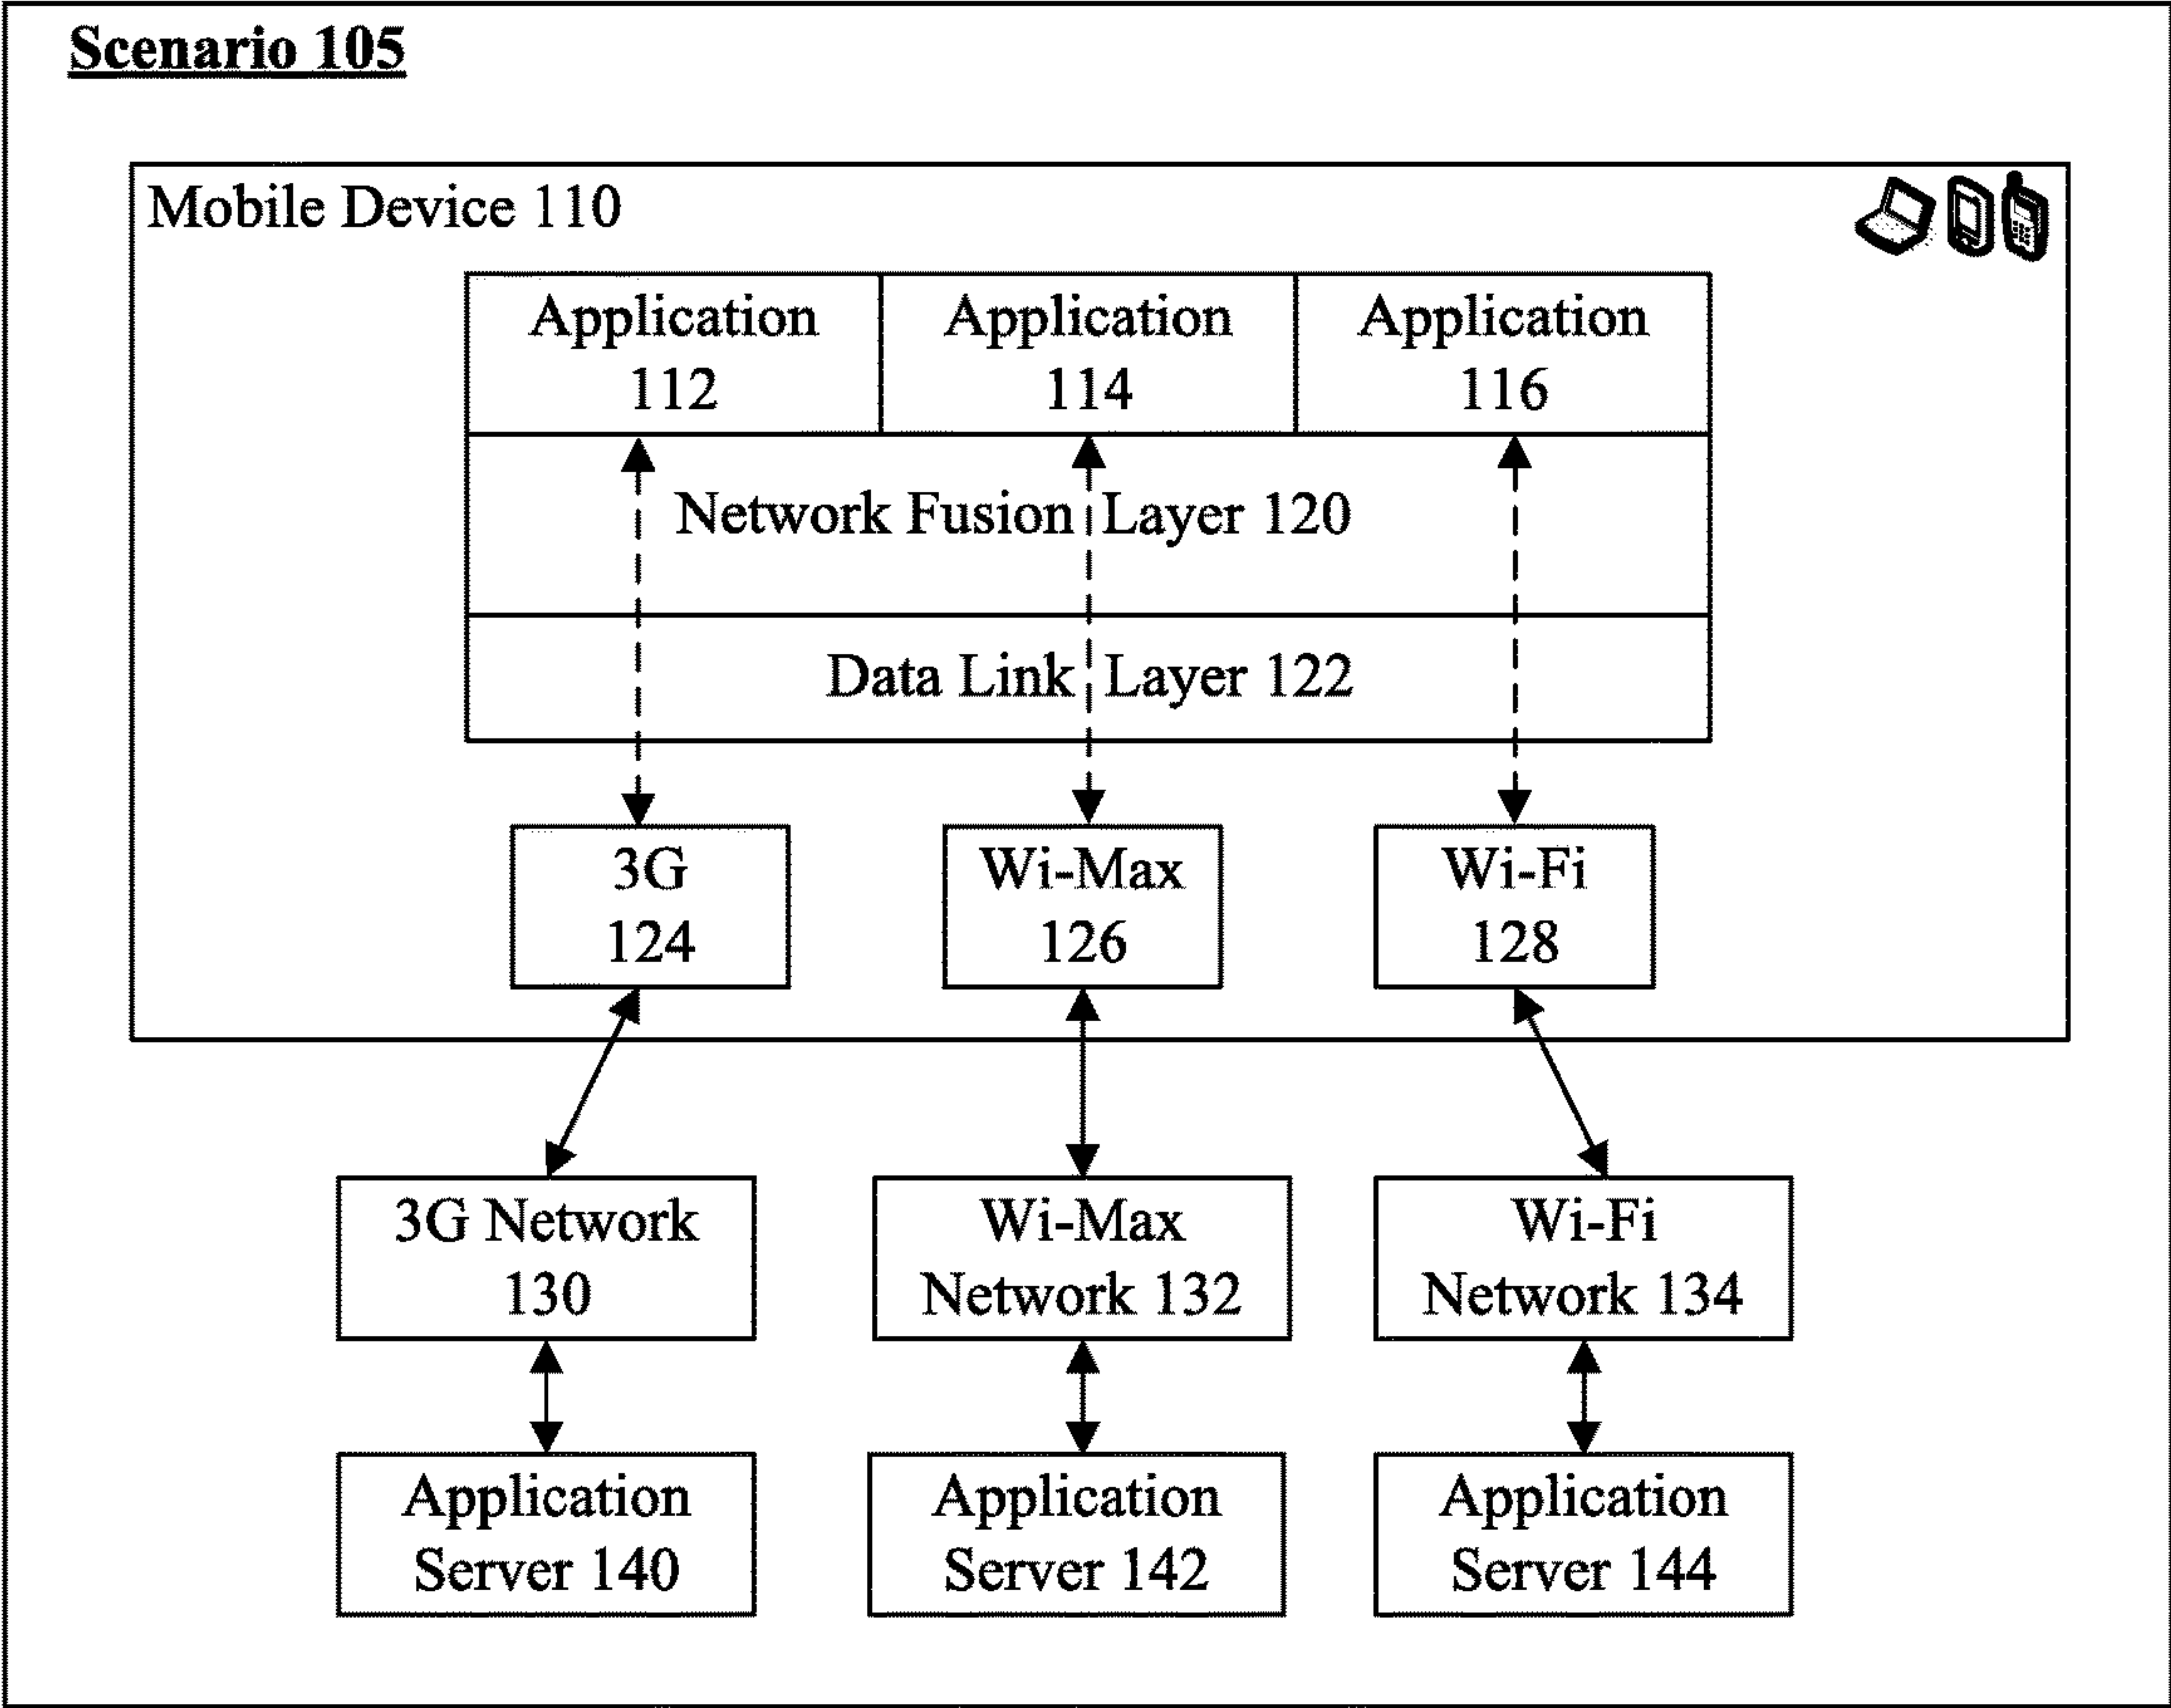 Scenario 105
Mobile Device 110
Application
112
Application
114
Application
116
Network Fusion Layer 120
Data Link Layer 122
3G
124
Wi-Max
126
Wi-Fi
128
3G Network
130
Wi-Max
Network 132
Wi-Fi
Network 134
Application
Server 140
Application
Server 142
Application
Server 144